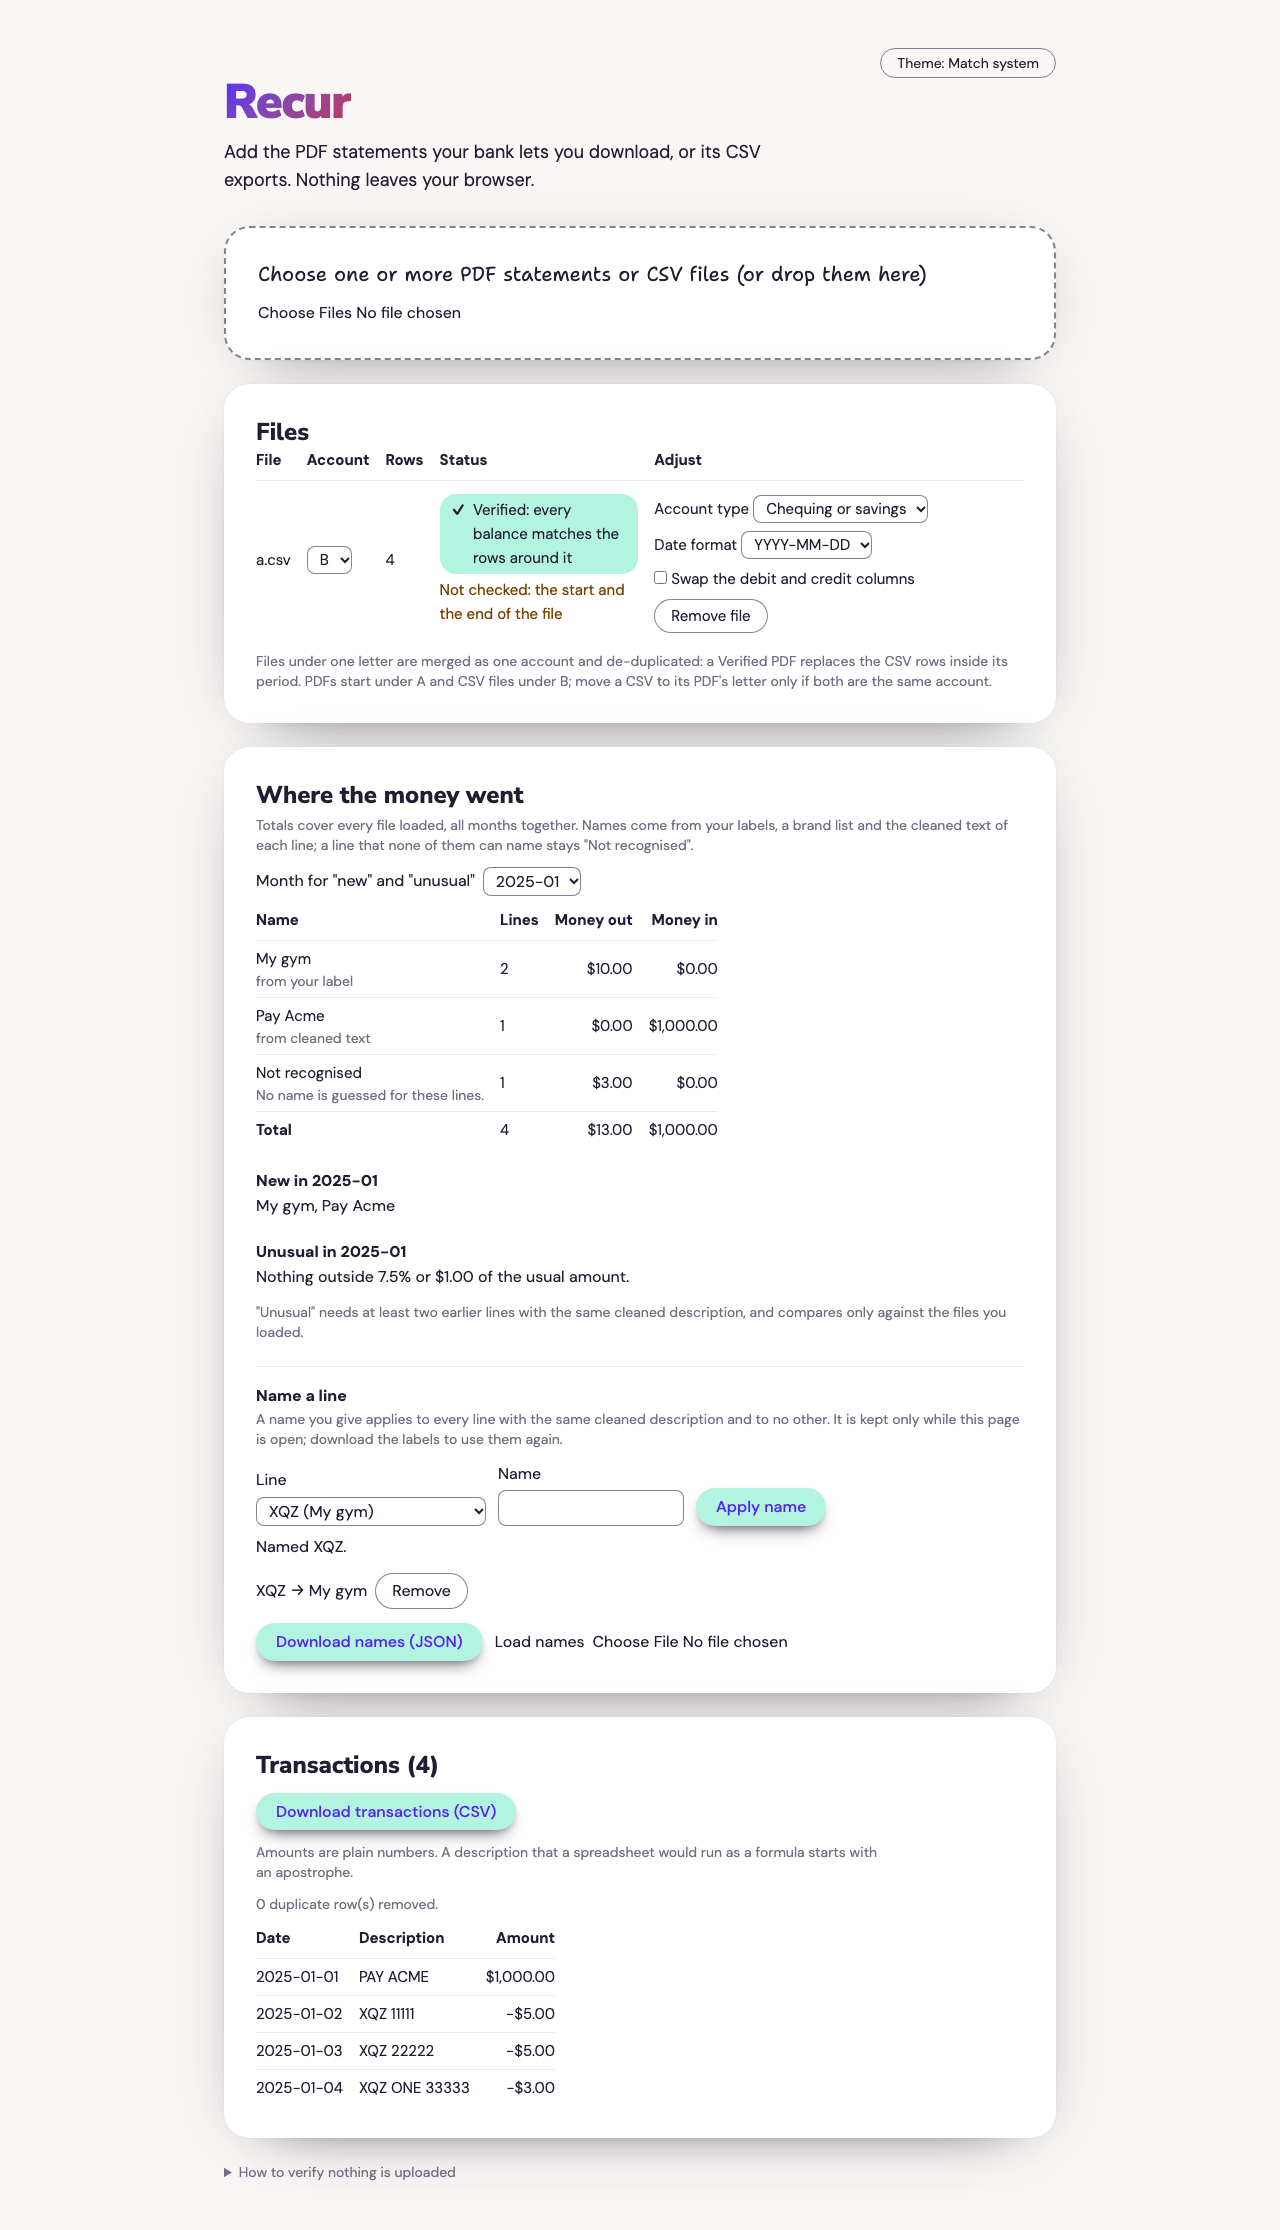 Theme: Match system
Recur
Add the PDF statements your bank lets you download, or its CSV
exports. Nothing leaves your browser.
Choose one or more PDF statements or CSV files (or drop them here)
Choose Files No file chosen
Files
File Account Rows Status Adjust
a.csv B 4
✔ Verified: every
balance matches the
rows around it
Not checked: the start and
the end of the file
Account type Chequing or savings
Date format YYYY-MM-DD
Swap the debit and credit columns
Remove file
Files under one letter are merged as one account and de-duplicated: a Verified PDF replaces the CSV rows inside its
period. PDFs start under A and CSV files under B; move a CSV to its PDF's letter only if both are the same account.
Where the money went
Totals cover every file loaded, all months together. Names come from your labels, a brand list and the cleaned text of
each line; a line that none of them can name stays "Not recognised".
Month for "new" and "unusual" 2025-01
Name Lines Money out Money in
My gym
from your label
2 $10.00 $0.00
Pay Acme
from cleaned text
1 $0.00 $1,000.00
Not recognised
No name is guessed for these lines.
1 $3.00 $0.00
Total 4 $13.00 $1,000.00
New in 2025-01
My gym, Pay Acme
Unusual in 2025-01
Nothing outside 7.5% or $1.00 of the usual amount.
"Unusual" needs at least two earlier lines with the same cleaned description, and compares only against the files you
loaded.
Name a line
A name you give applies to every line with the same cleaned description and to no other. It is kept only while this page
is open; download the labels to use them again.
Line Name
XQZ (My gym) Apply name
Named XQZ.
XQZ → My gym Remove
Download names (JSON) Load names Choose File No file chosen
Transactions (4)
Download transactions (CSV)
Amounts are plain numbers. A description that a spreadsheet would run as a formula starts with
an apostrophe.
0 duplicate row(s) removed.
Date Description Amount
2025-01-01 PAY ACME $1,000.00
2025-01-02 XQZ 11111 -$5.00
2025-01-03 XQZ 22222 -$5.00
2025-01-04 XQZ ONE 33333 -$3.00
▶ How to verify nothing is uploaded